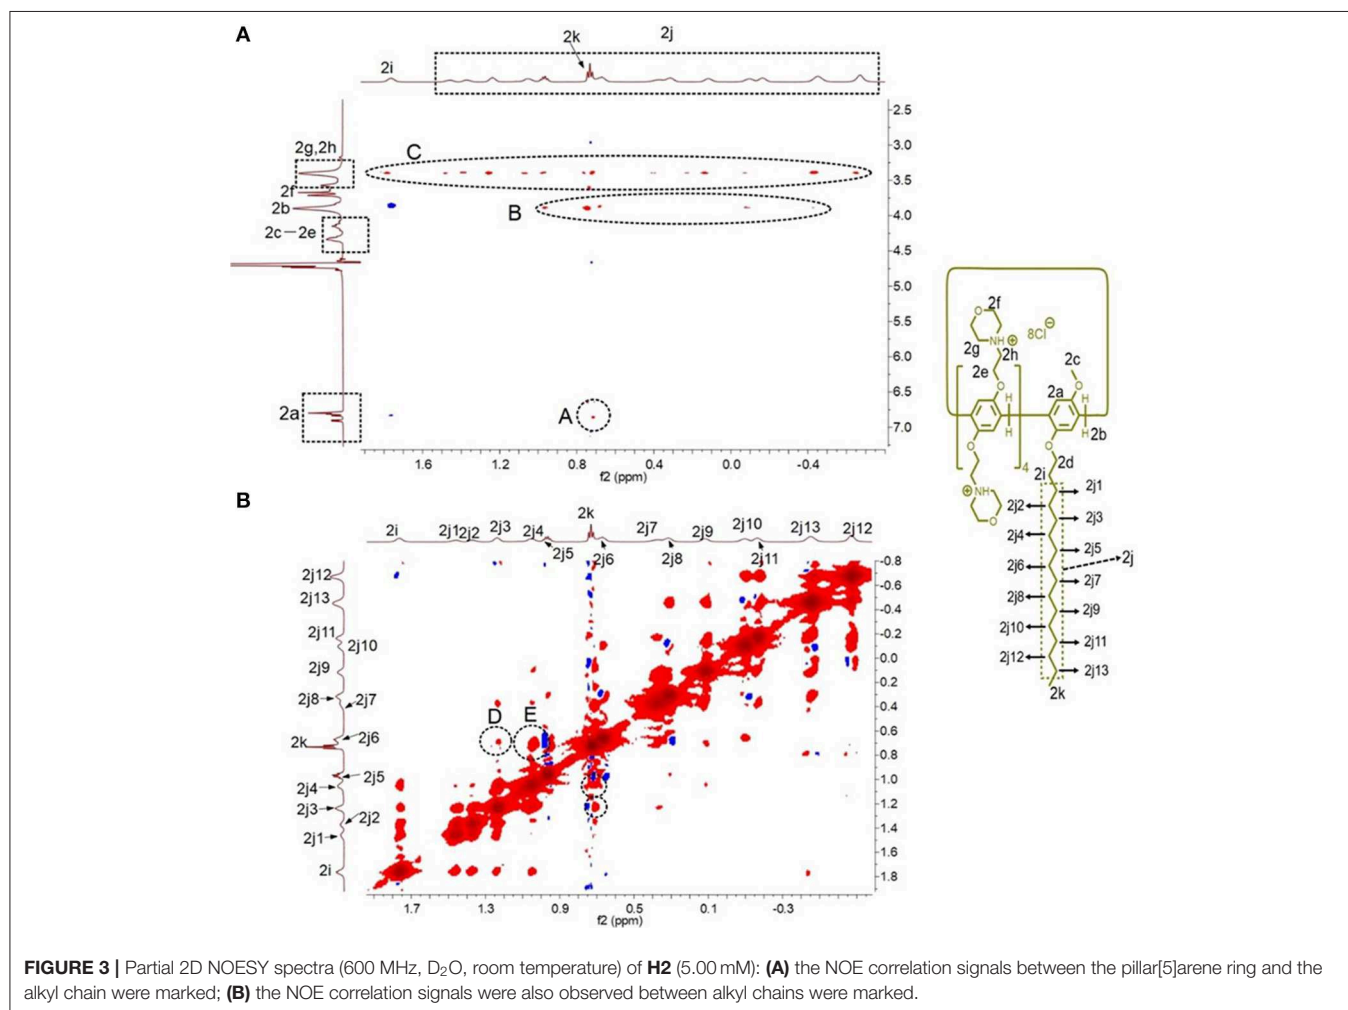 A
2k
2j
2i
2.5
3.0
3.5
4.0
4.5
5.0
5.5
6.0
6.5
7.0
2g,2h
2f
2b
2c—2e
2a
C
B
A
1.6 1.2 0.8 0.4 0.0 -0.4
f2 (ppm)
B
2i 2j1 2j2 2j3 2j4 2j5 2k 2j6 2j7 2j8 2j9 2j10 2j11 2j13 2j12
2j12
2j13
2j11
2j10
2j9
2j8 2j7
2k 2j6
2j5
2j4
2j3
2j2
2j1
2i
D E
-0.8
-0.6
-0.4
-0.2
0.0
0.2
0.4
0.6
0.8
1.0
1.2
1.4
1.6
1.8
1.7 1.3 0.9 0.5 0.1 -0.3
f2 (ppm)
2f
O
NH ⊕ 8Cl⊖
2g 2h
2c
2e O
2a O
H H
H H
2b
O O
4
2d
2i
⊕ NH
O
2j1
2j2
2j3
2j4
2j5
2j
2j6
2j7
2j8
2j9
2j10
2j11
2j12
2j13
2k
FIGURE 3 | Partial 2D NOESY spectra (600 MHz, D₂O, room temperature) of H2 (5.00 mM): (A) the NOE correlation signals between the pillar[5]arene ring and the
alkyl chain were marked; (B) the NOE correlation signals were also observed between alkyl chains were marked.